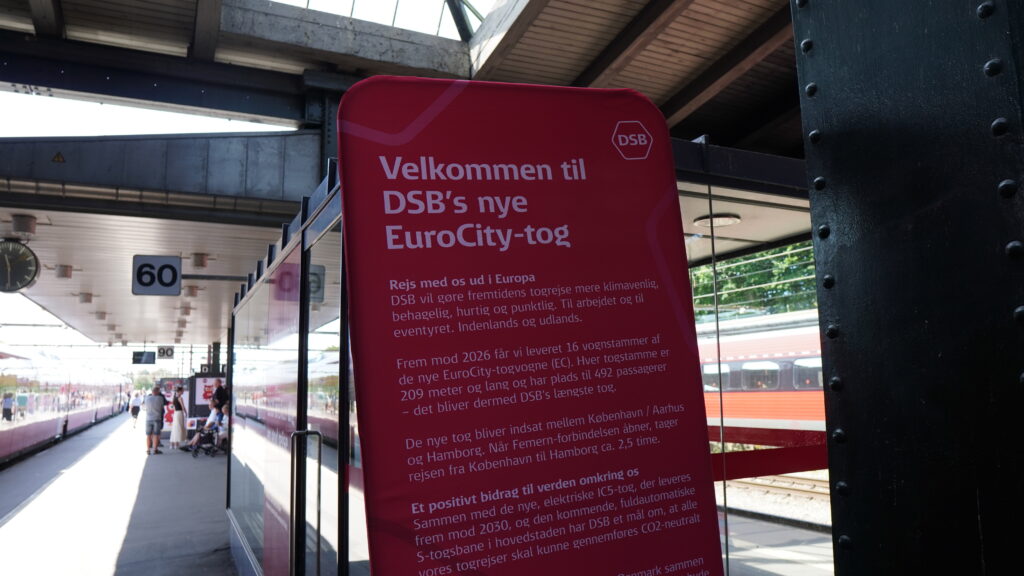 DSB
Velkommen til
DSB's nye
EuroCity-tog
Rejs med os ud i Europa
DSB vil gøre fremtidens togrejse mere klimavenlig,
behagelig, hurtig og punktlig. Til arbejdet og til
eventyret. Indenlands og udlands.
Frem mod 2026 får vi leveret 16 vognstammer af
de nye EuroCity-togvogne (EC). Hver togstamme er
209 meter og lang og har plads til 492 passagerer
– det bliver dermed DSB's længste tog.
De nye tog bliver indsat mellem København / Aarhus
og Hamborg. Når Femern-forbindelsen åbner, tager
rejsen fra København til Hamborg ca. 2,5 time.
Et positivt bidrag til verden omkring os
Sammen med de nye, elektriske IC5-tog, der leveres
frem mod 2030, og den kommende, fuldautomatiske
S-togsbane i hovedstaden har DSB et mål om, at alle
vores togrejser skal kunne gennemføres CO2-neutralt
Danmark sammen
60
90